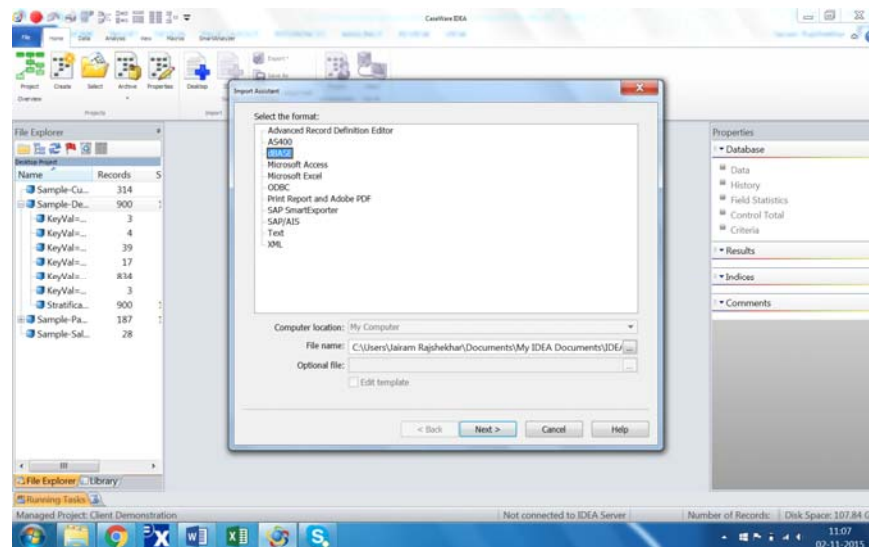 CaseWare IDEA
File
Home
Data
Analysis
View
Macros
SmartAnalyzer
Project Overview
Create
Select
Archive
Properties
Desktop
Export
Save As
Projects
Import
Import Assistant
Select the format:
Advanced Record Definition Editor
AS400
dBASE
Microsoft Access
Microsoft Excel
ODBC
Print Report and Adobe PDF
SAP SmartExporter
SAP/AIS
Text
XML
Computer location: My Computer
File name: C:\Users\Jairam Rajshekhar\Documents\My IDEA Documents\IDEA
Optional file:
Edit template
< Back
Next >
Cancel
Help
File Explorer
Desktop Project
Name Records S
Sample-Cu... 314
Sample-De... 900
KeyVal=... 3
KeyVal=... 4
KeyVal=... 39
KeyVal=... 17
KeyVal=... 834
KeyVal=... 3
Stratifica... 900
Sample-Pa... 187
Sample-Sal... 28
Properties
Database
Data
History
Field Statistics
Control Total
Criteria
Results
Indices
Comments
File Explorer
Library
Running Tasks
Managed Project: Client Demonstration
Not connected to IDEA Server
Number of Records:
Disk Space: 107.84 G
11:07
02-11-2015